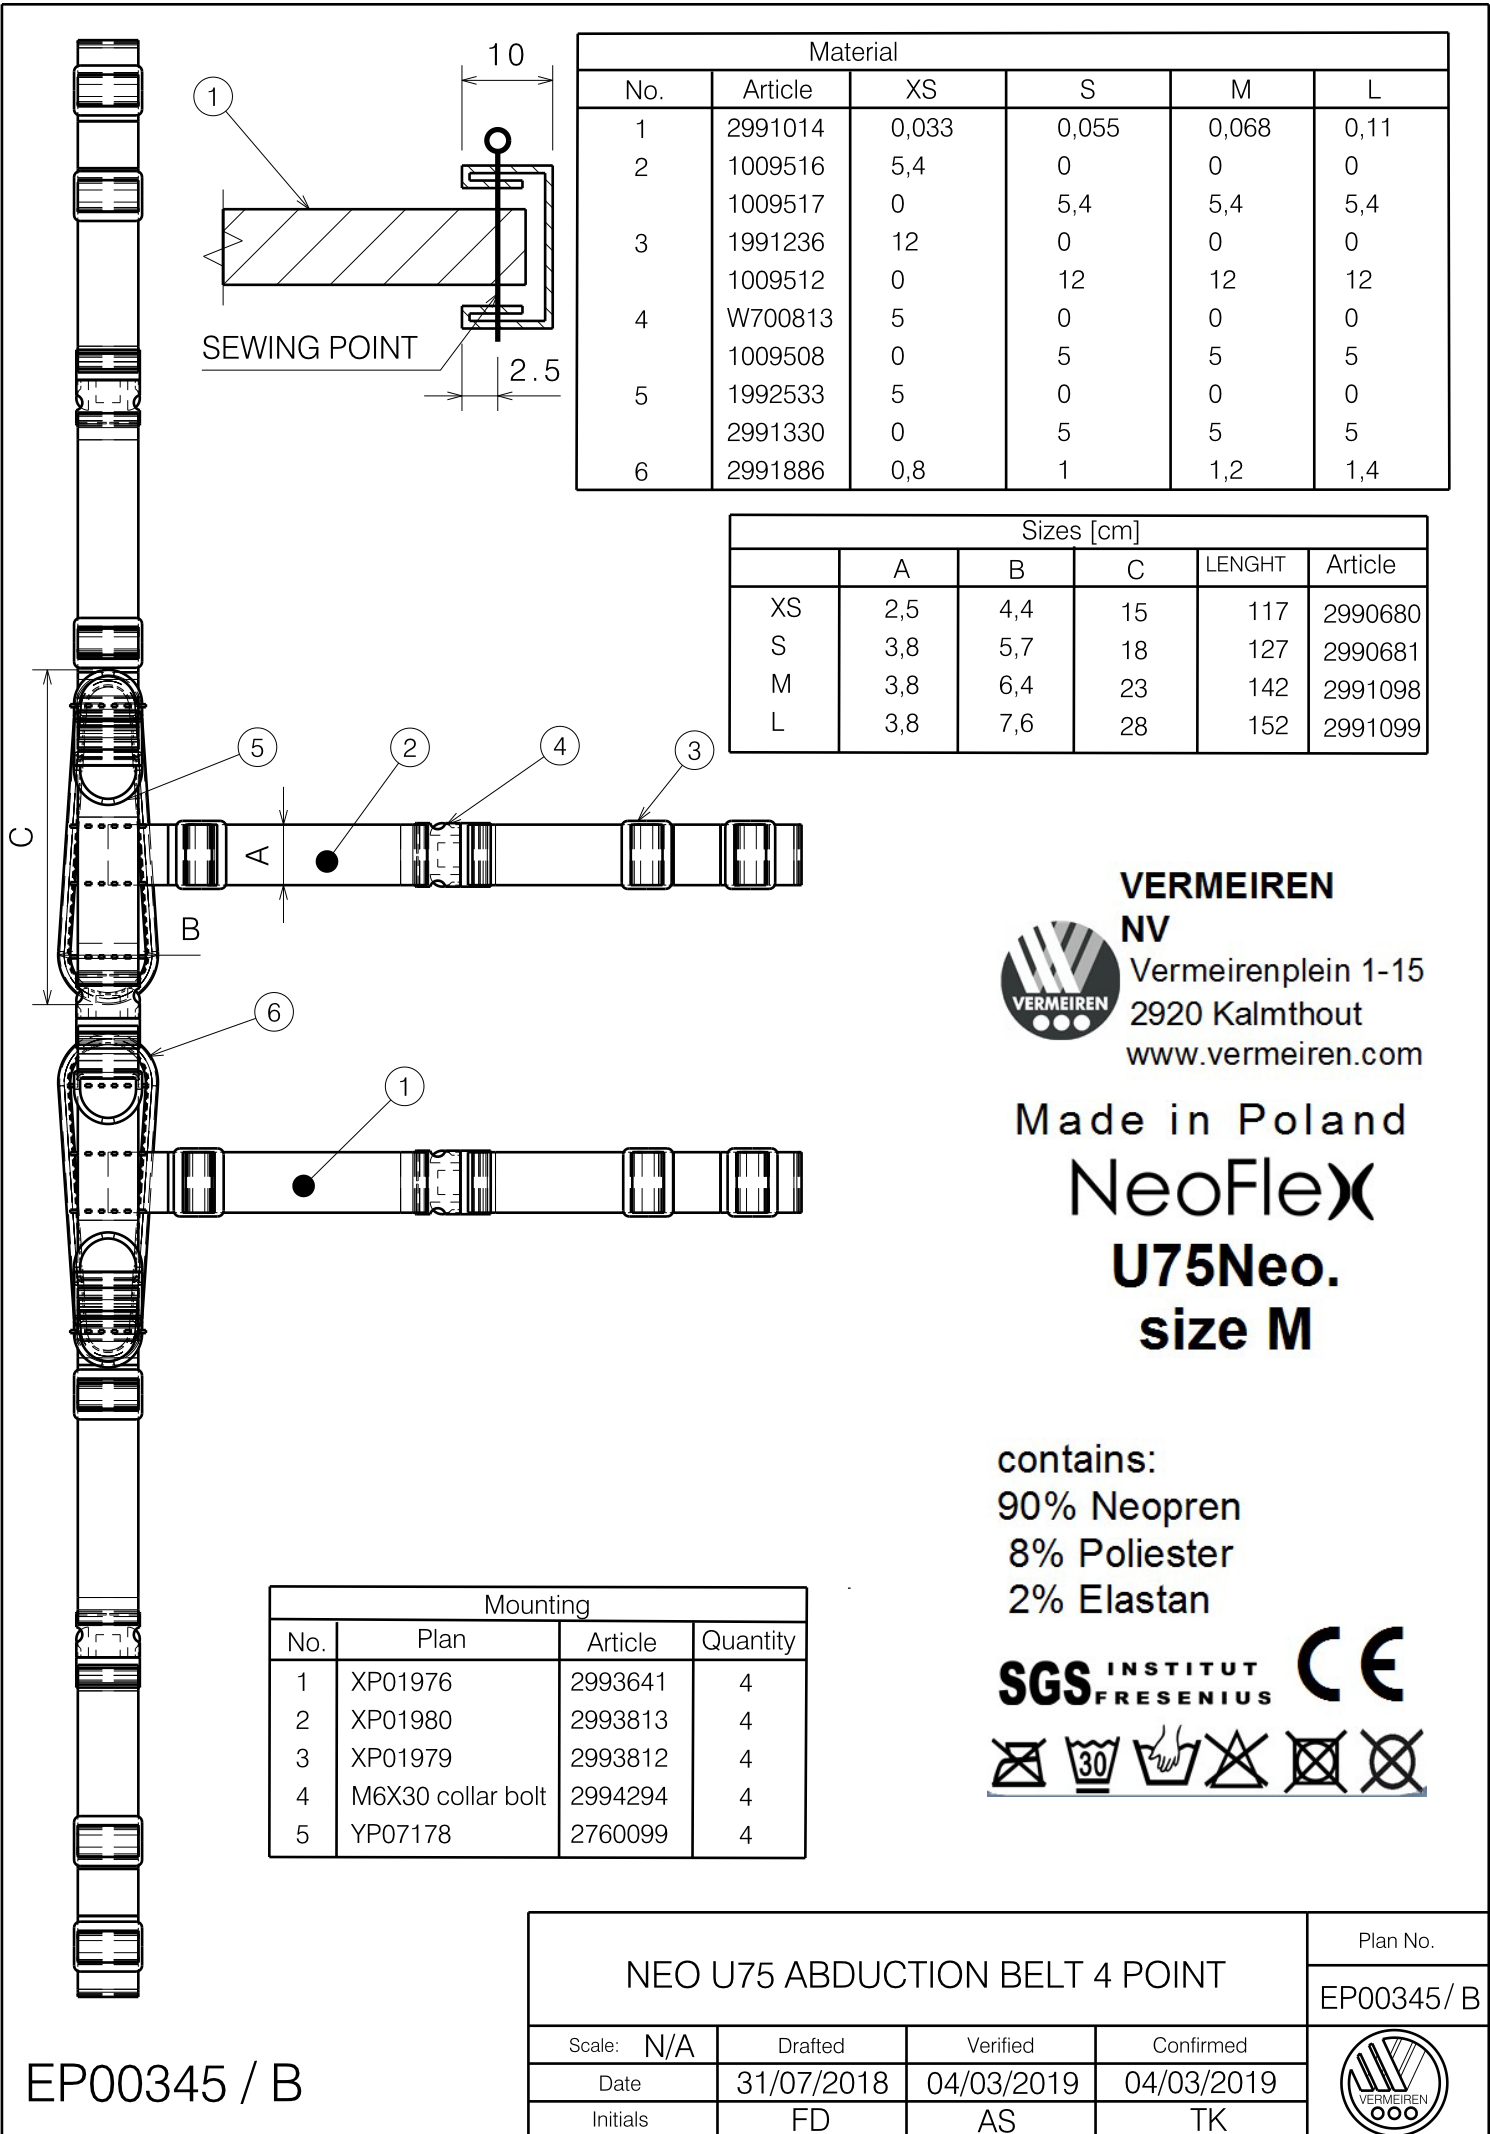 10
1
SEWING POINT
2.5
Material
No. Article XS S M L
1 2991014 0,033 0,055 0,068 0,11
2 1009516 5,4 0 0 0
1009517 0 5,4 5,4 5,4
3 1991236 12 0 0 0
1009512 0 12 12 12
4 W700813 5 0 0 0
1009508 0 5 5 5
5 1992533 5 0 0 0
2991330 0 5 5 5
6 2991886 0,8 1 1,2 1,4
Sizes [cm]
A B C LENGHT Article
XS 2,5 4,4 15 117 2990680
S 3,8 5,7 18 127 2990681
M 3,8 6,4 23 142 2991098
L 3,8 7,6 28 152 2991099
5 2 4 3
C
A
B
6
1
VERMEIREN
NV
Vermeirenplein 1-15
VERMEIREN
2920 Kalmthout
www.vermeiren.com
Made in Poland
NeoFlex
U75Neo.
size M
contains:
90% Neopren
8% Poliester
2% Elastan
SGS INSTITUT
FRESENIUS
CE
30
Mounting
No. Plan Article Quantity
1 XP01976 2993641 4
2 XP01980 2993813 4
3 XP01979 2993812 4
4 M6X30 collar bolt 2994294 4
5 YP07178 2760099 4
NEO U75 ABDUCTION BELT 4 POINT
Plan No.
EP00345/ B
Scale: N/A Drafted Verified Confirmed
Date 31/07/2018 04/03/2019 04/03/2019
Initials FD AS TK
VERMEIREN
EP00345 / B